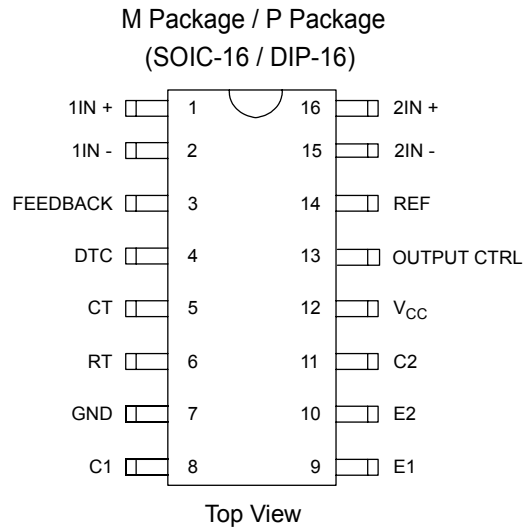 M Package / P Package
(SOIC-16 / DIP-16)
1IN + 1 16 2IN +
1IN - 2 15 2IN -
FEEDBACK 3 14 REF
DTC 4 13 OUTPUT CTRL
CT 5 12 VCC
RT 6 11 C2
GND 7 10 E2
C1 8 9 E1
Top View